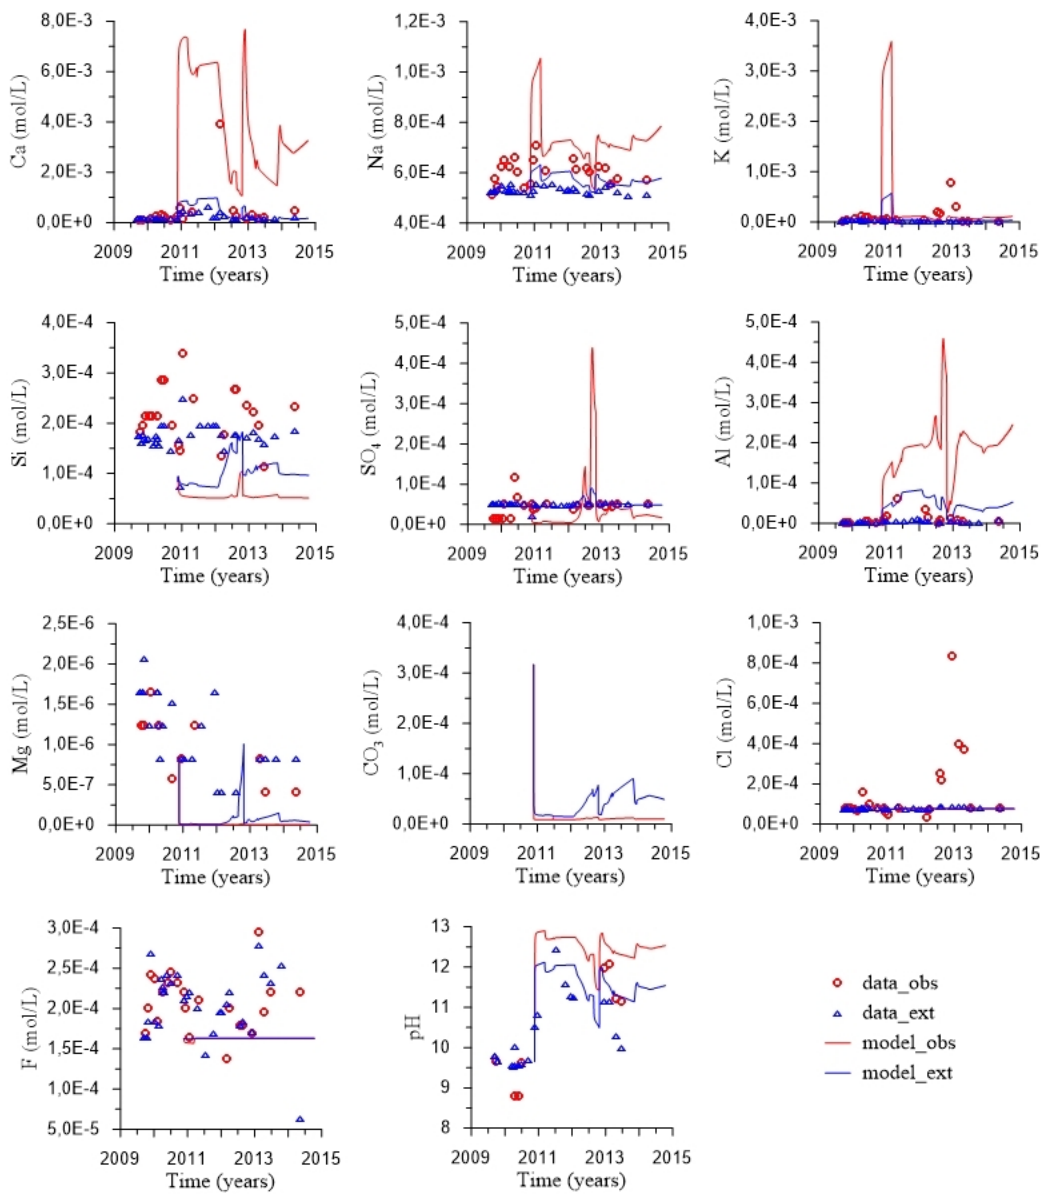 8,0E-3
6,0E-3
4,0E-3
2,0E-3
0,0E+0
Ca (mol/L)
2009 2011 2013 2015
Time (years)
1,2E-3
1,0E-3
8,0E-4
6,0E-4
4,0E-4
Na (mol/L)
2009 2011 2013 2015
Time (years)
4,0E-3
3,0E-3
2,0E-3
1,0E-3
0,0E+0
K (mol/L)
2009 2011 2013 2015
Time (years)
4,0E-4
3,0E-4
2,0E-4
1,0E-4
0,0E+0
Si (mol/L)
2009 2011 2013 2015
Time (years)
5,0E-4
4,0E-4
3,0E-4
2,0E-4
1,0E-4
0,0E+0
SO4 (mol/L)
2009 2011 2013 2015
Time (years)
5,0E-4
4,0E-4
3,0E-4
2,0E-4
1,0E-4
0,0E+0
Al (mol/L)
2009 2011 2013 2015
Time (years)
2,5E-6
2,0E-6
1,5E-6
1,0E-6
5,0E-7
0,0E+0
Mg (mol/L)
2009 2011 2013 2015
Time (years)
4,0E-4
3,0E-4
2,0E-4
1,0E-4
0,0E+0
CO3 (mol/L)
2009 2011 2013 2015
Time (years)
1,0E-3
8,0E-4
6,0E-4
4,0E-4
2,0E-4
0,0E+0
Cl (mol/L)
2009 2011 2013 2015
Time (years)
3,0E-4
2,5E-4
2,0E-4
1,5E-4
1,0E-4
5,0E-5
F (mol/L)
2009 2011 2013 2015
Time (years)
13
12
11
10
9
8
pH
2009 2011 2013 2015
Time (years)
data_obs
data_ext
model_obs
model_ext